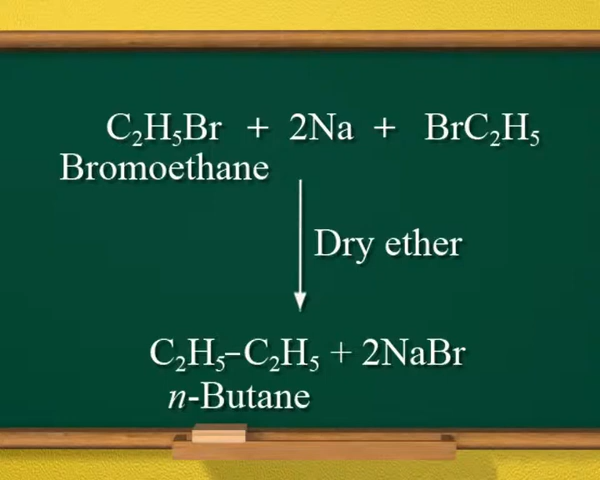 C₂H₅Br + 2Na + BrC₂H₅
Bromoethane
Dry ether
C₂H₅–C₂H₅ + 2NaBr
n-Butane